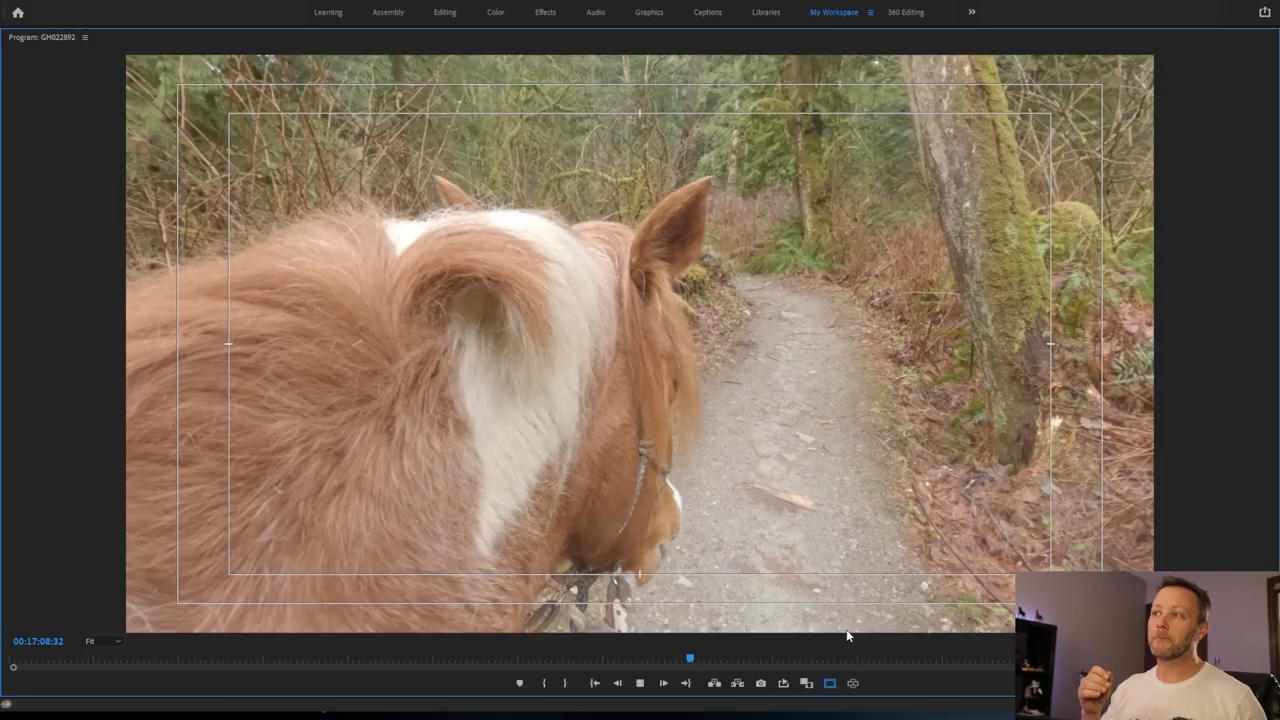 Learning Assembly Editing Color Effects Audio Graphics Captions Libraries My Workspace 360 Editing
Program: GH022892
00:17:08:32 Fit